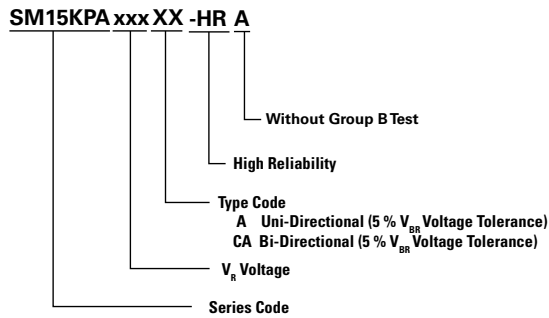 SM15KPA xxx XX -HR A
Without Group B Test
High Reliability
Type Code
A Uni-Directional (5 % VBR Voltage Tolerance)
CA Bi-Directional (5 % VBR Voltage Tolerance)
VR Voltage
Series Code